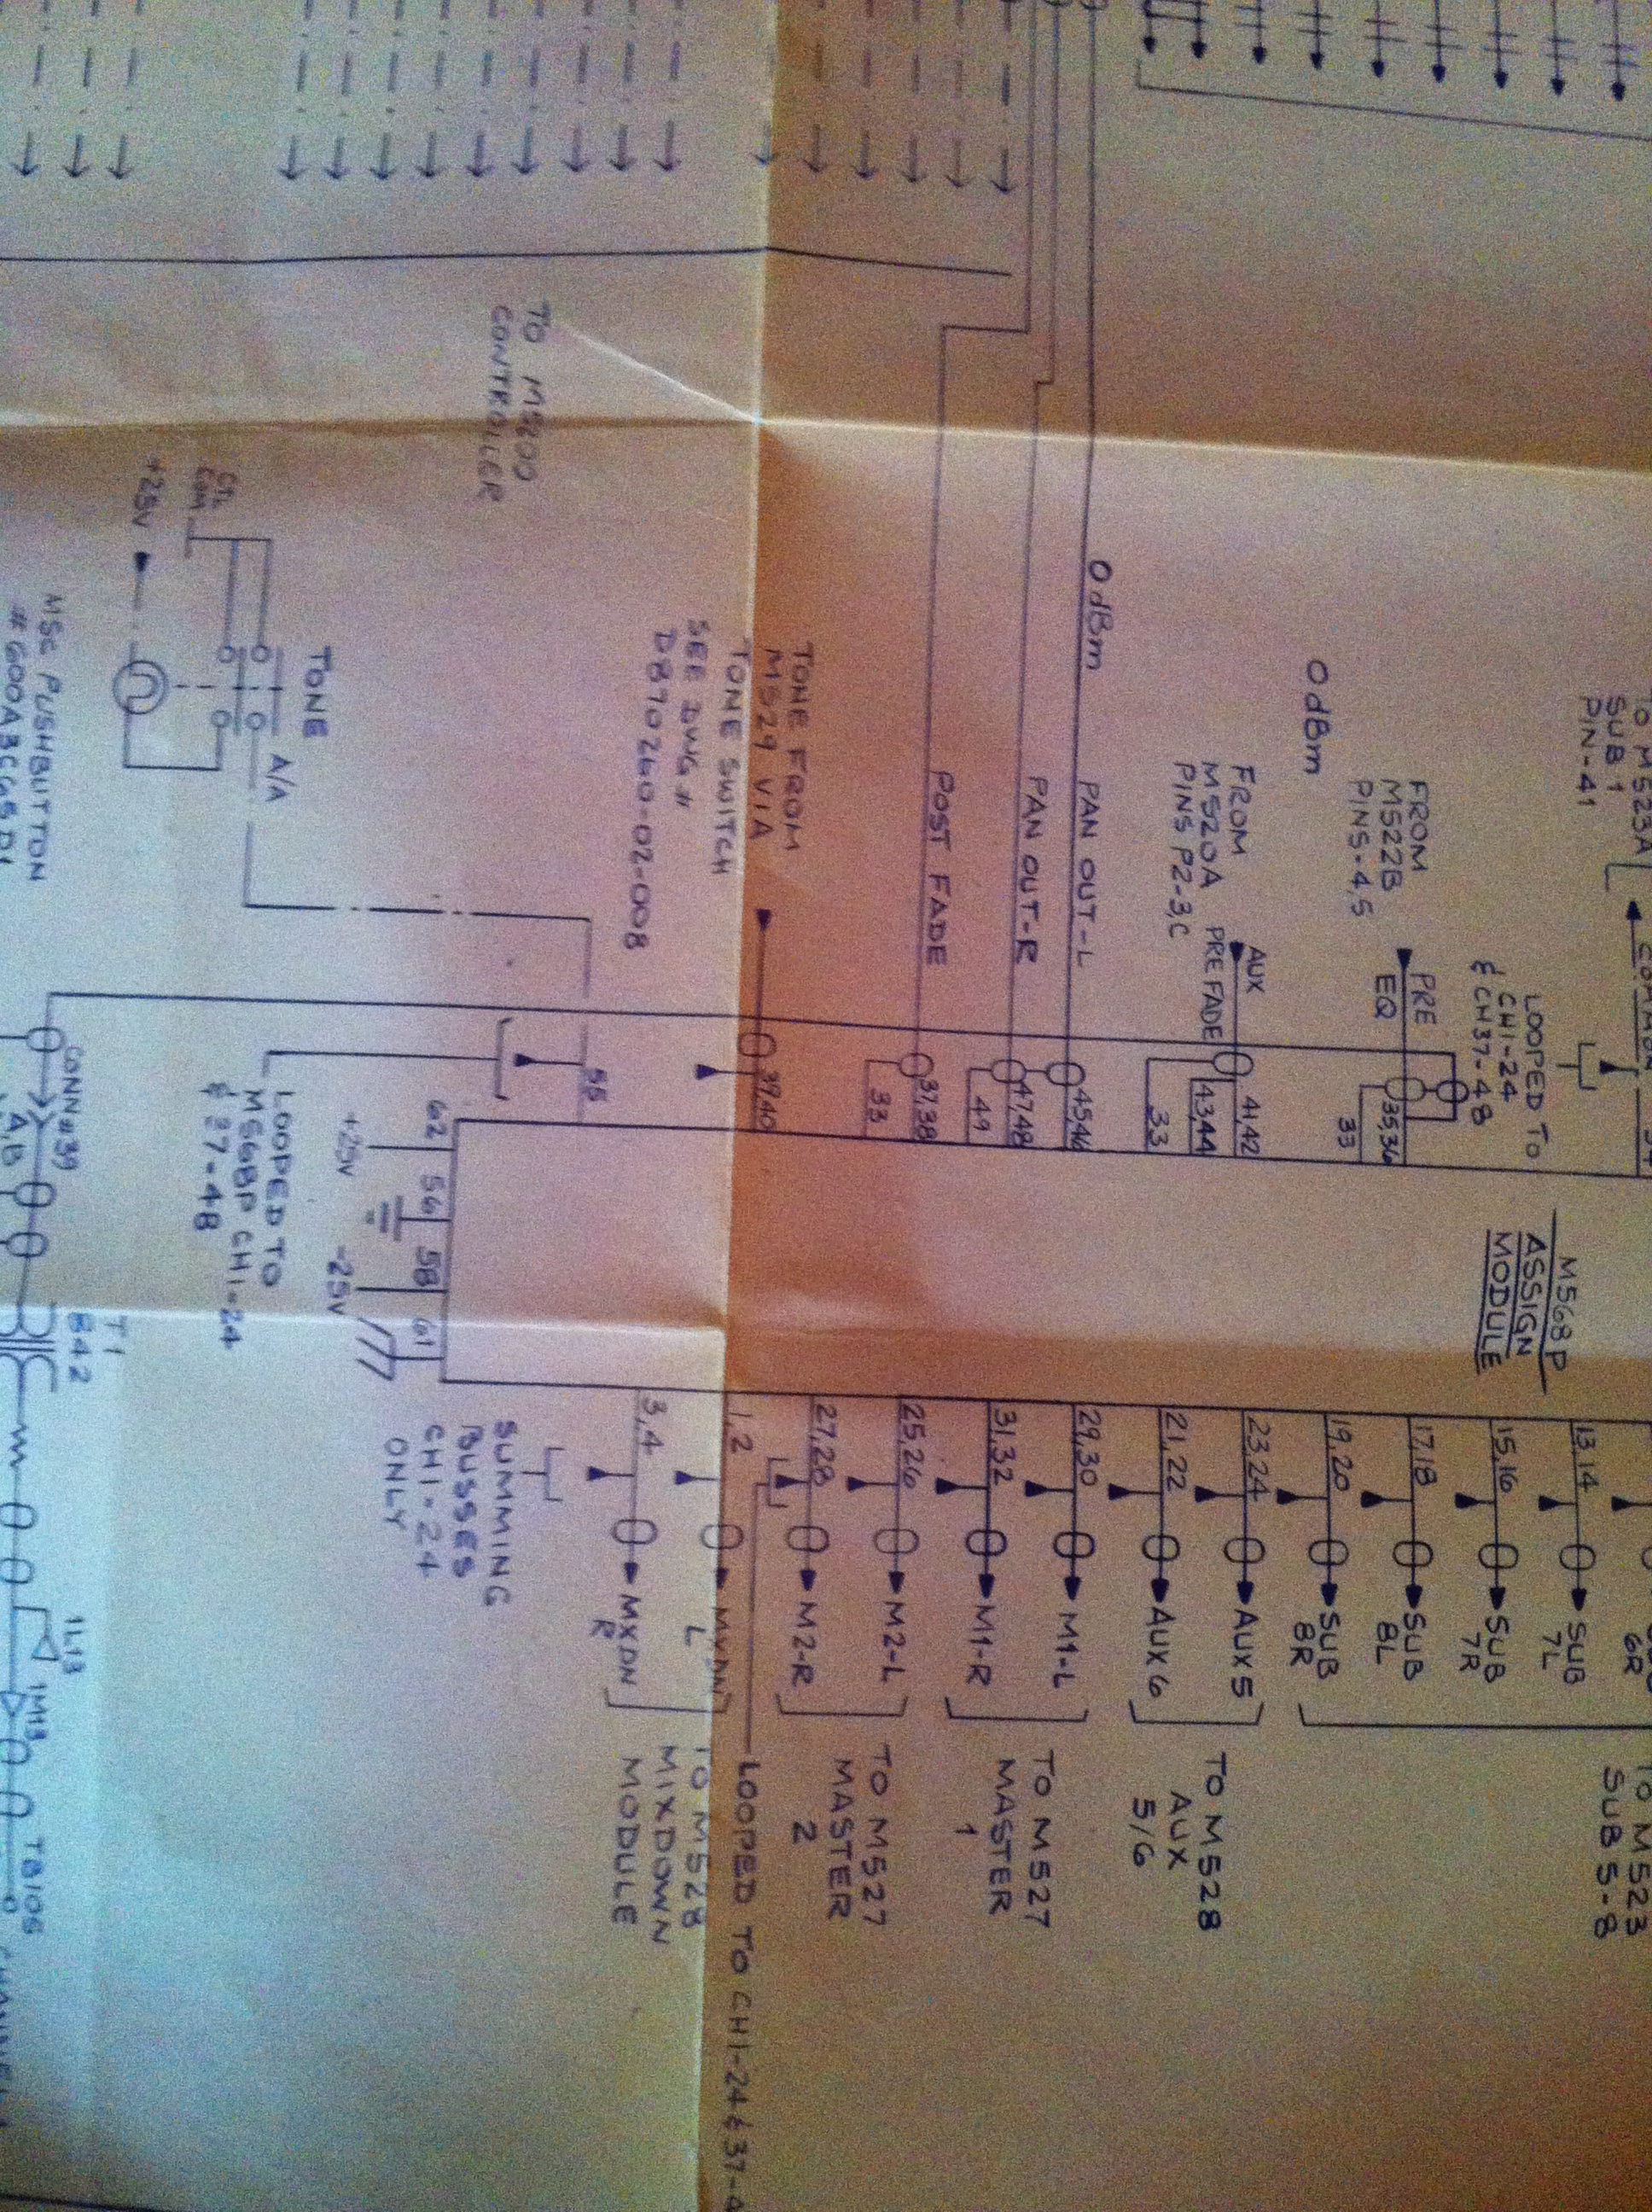 TO M523A
SUB 1
PIN-41
LOOPED TO
CH1-24
& CH37-48
FROM
M522B
PINS-4,5
PRE
EQ
35,36
33
0dBm
FROM
M520A
PINS P2-3,C
AUX
PRE FADE
41,42
43,44
33
0dBm
PAN OUT-L
45,46
PAN OUT-R
47,48
49
POST FADE
37,38
33
TONE FROM
M529 VIA
TONE SWITCH
SEE DWG #
D870260-02-008
TO M5200
CONTROLLER
TONE
A/A
CTL
COM
+25V
MSC PUSHBUTTON
55
LOOPED TO
M568P CH1-24
& 37-48
62
+25V
56
58
-25V
61
M568P
ASSIGN
MODULE
13,14
SUB
7L
15,16
SUB
7R
17,18
SUB
8L
19,20
SUB
8R
TO M523
SUB 5-8
6R
23,24
AUX 5
21,22
AUX 6
TO M528
AUX
5/6
29,30
M1-L
31,32
M1-R
TO M527
MASTER
1
25,26
M2-L
27,28
M2-R
TO M527
MASTER
2
LOOPED TO CH1-24 & 37-4
1,2
MXDN
L
3,4
MXDN
R
TO M528
MIXDOWN
MODULE
SUMMING
BUSSES
CH1-24
ONLY
CONN#39
A,B
T1
TB105